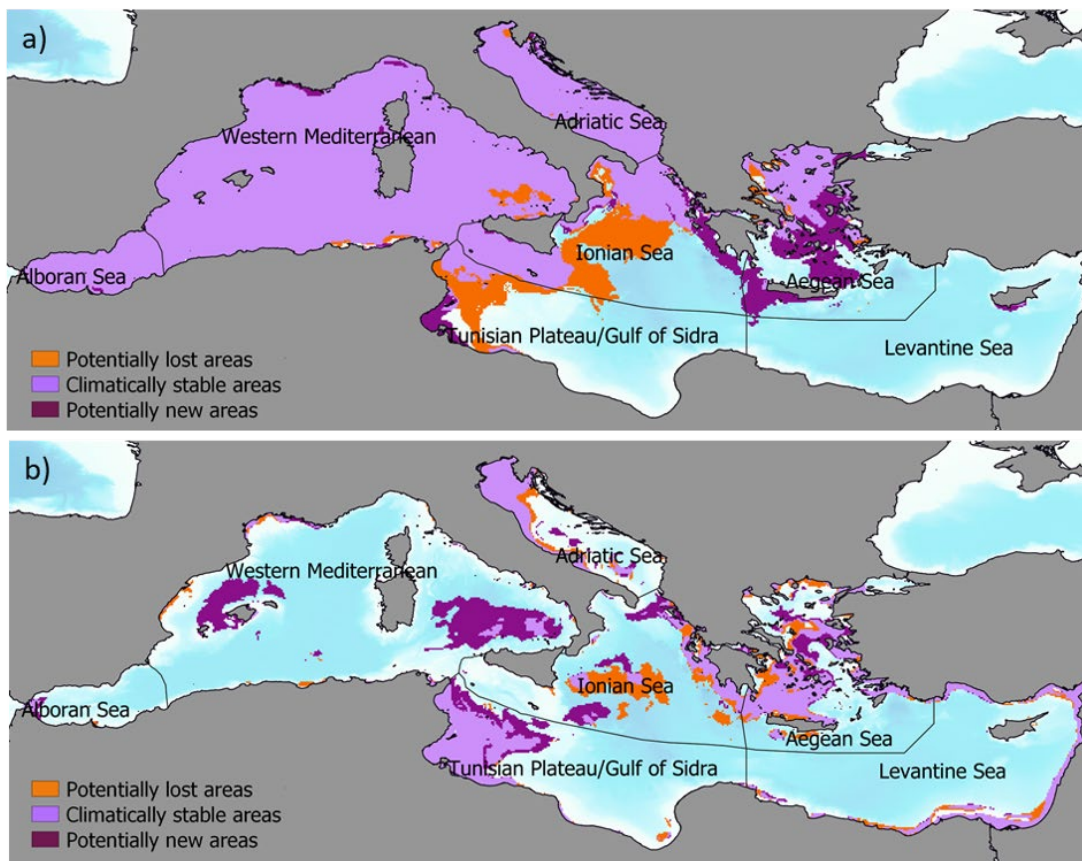 a)
Adriatic Sea
Western Mediterranean
Ionian Sea
Alboran Sea
Aegean Sea
Tunisian Plateau/Gulf of Sidra
Levantine Sea
Potentially lost areas
Climatically stable areas
Potentially new areas
b)
Adriatic Sea
Western Mediterranean
Ionian Sea
Alboran Sea
Aegean Sea
Tunisian Plateau/Gulf of Sidra
Levantine Sea
Potentially lost areas
Climatically stable areas
Potentially new areas